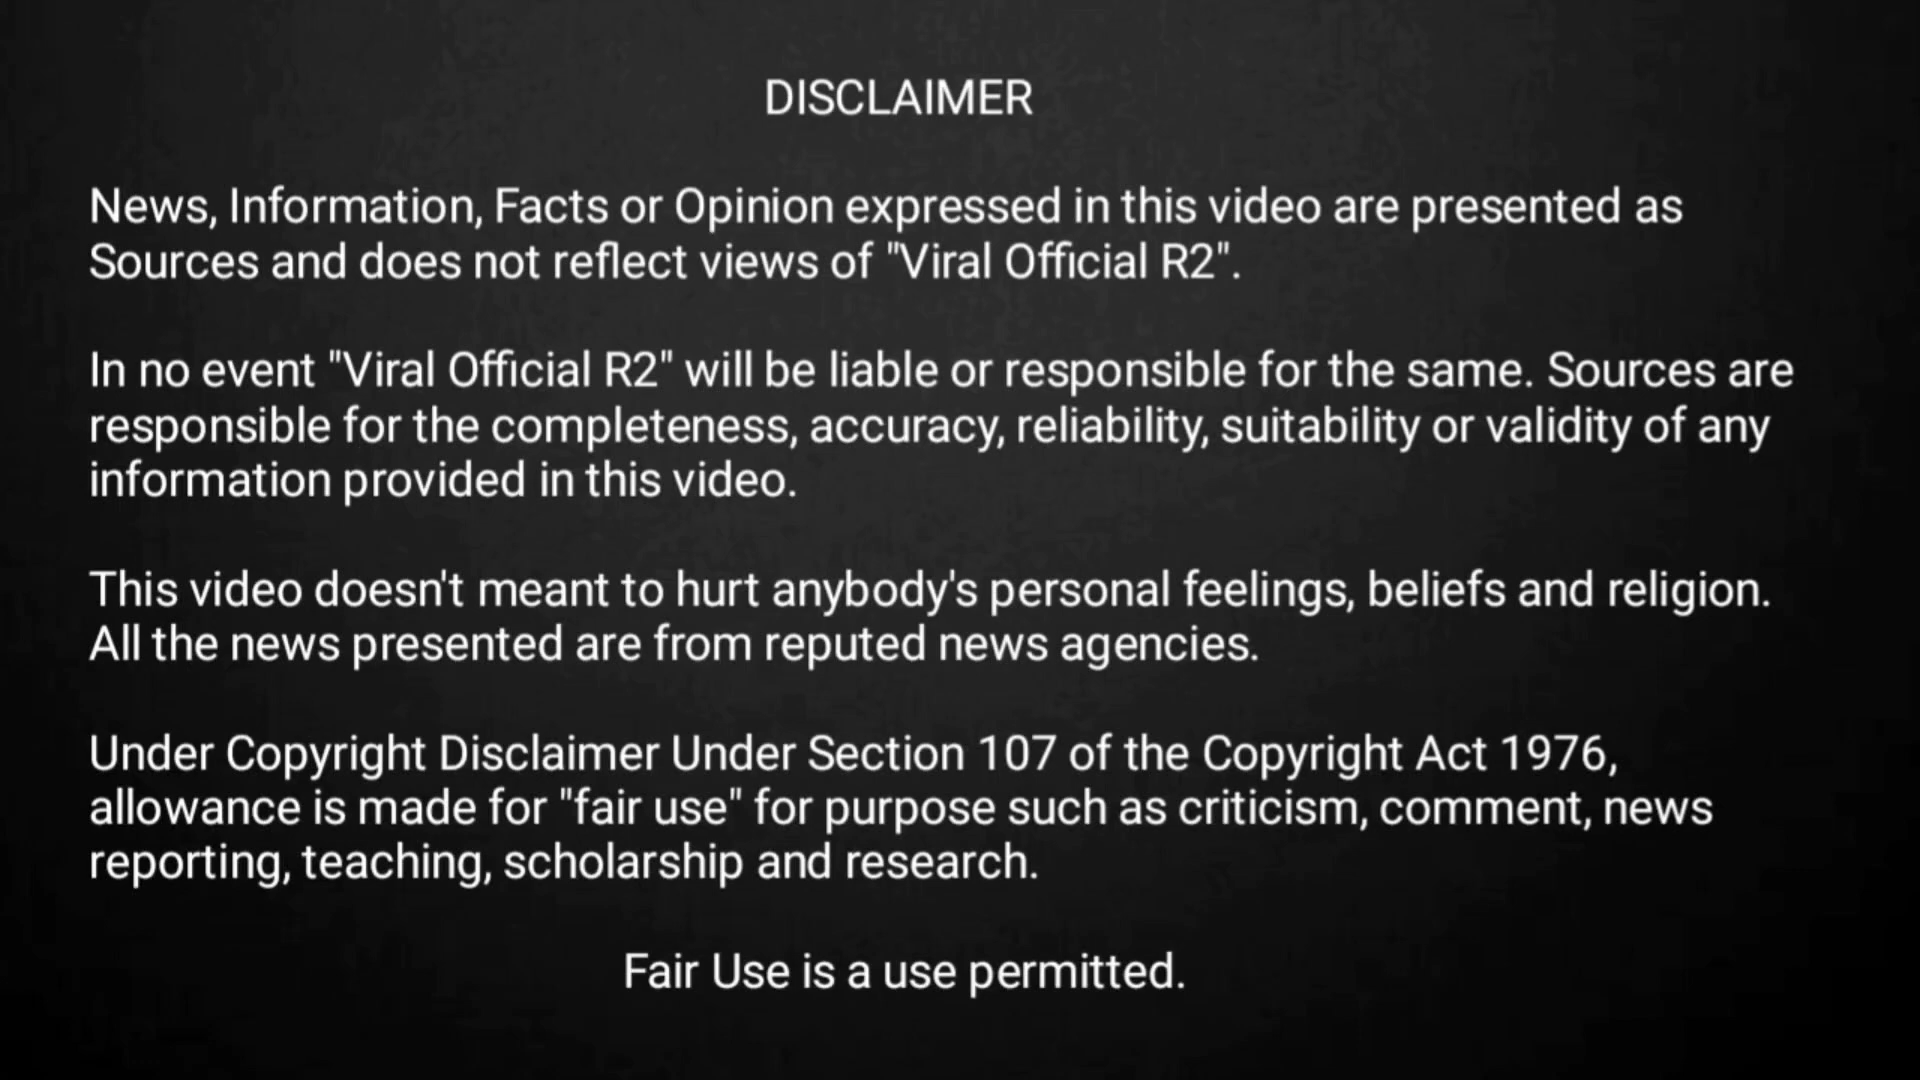 DISCLAIMER
News, Information, Facts or Opinion expressed in this video are presented as
Sources and does not reflect views of "Viral Official R2".
In no event "Viral Official R2" will be liable or responsible for the same. Sources are
responsible for the completeness, accuracy, reliability, suitability or validity of any
information provided in this video.
This video doesn't meant to hurt anybody's personal feelings, beliefs and religion.
All the news presented are from reputed news agencies.
Under Copyright Disclaimer Under Section 107 of the Copyright Act 1976,
allowance is made for "fair use" for purpose such as criticism, comment, news
reporting, teaching, scholarship and research.
Fair Use is a use permitted.